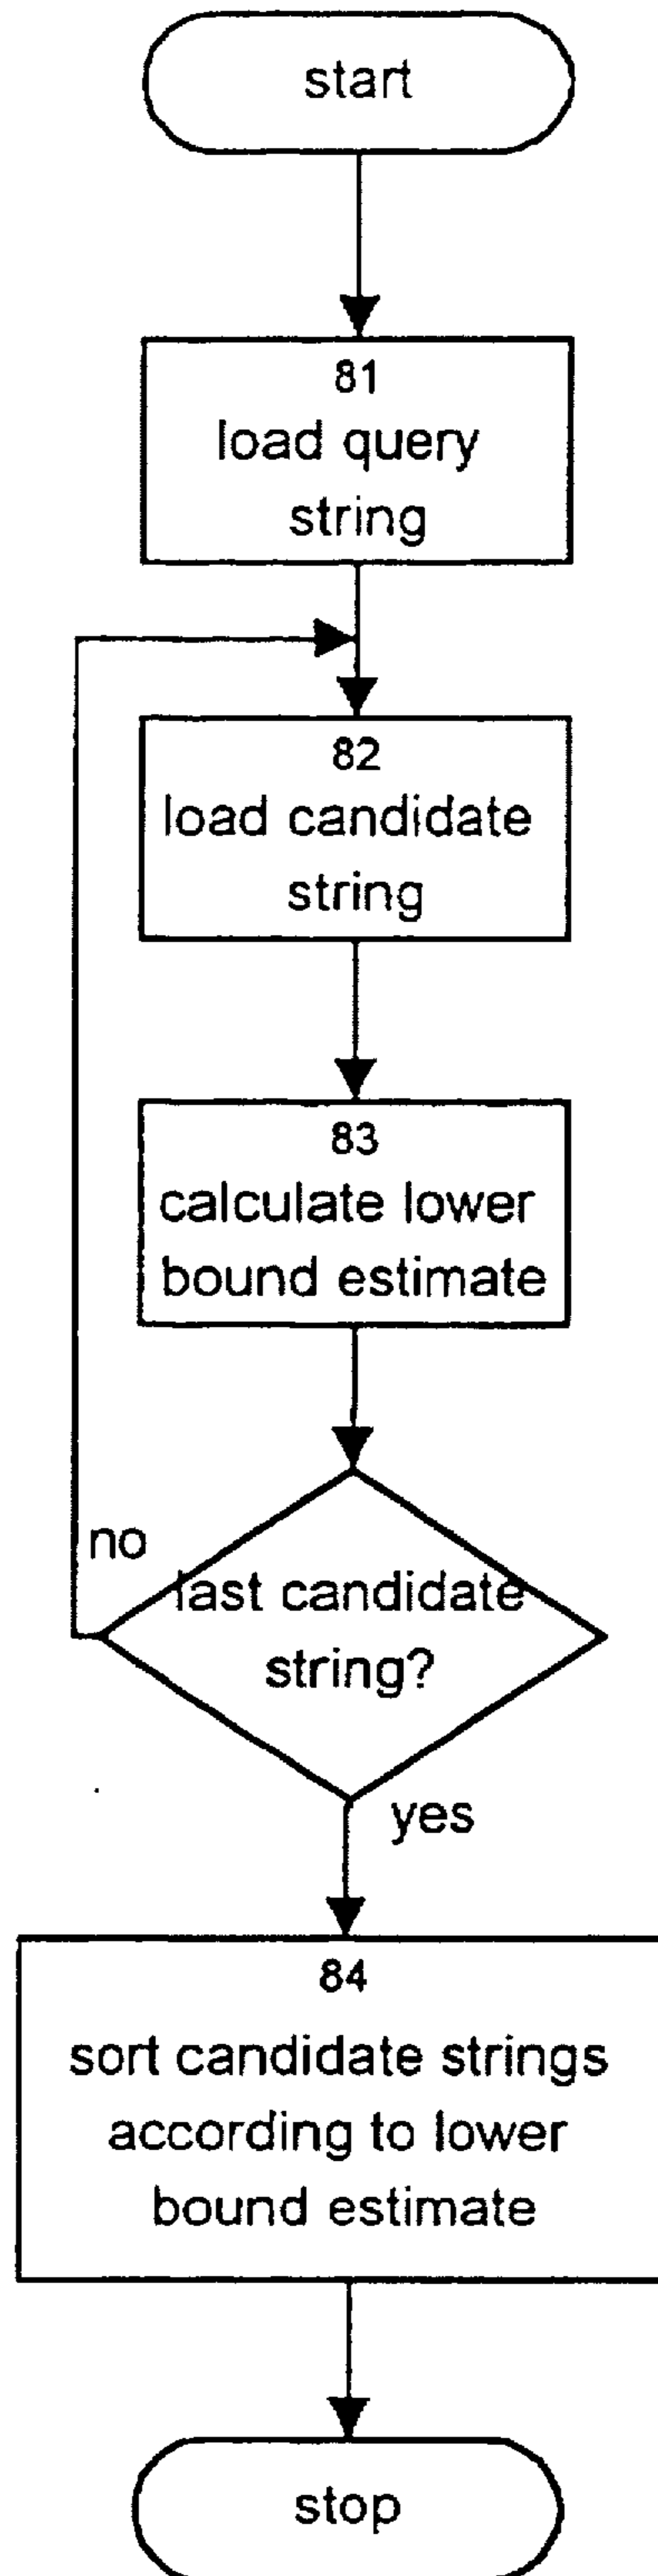 start
81
load query
string
82
load candidate
string
83
calculate lower
bound estimate
no
last candidate
string?
yes
84
sort candidate strings
according to lower
bound estimate
stop